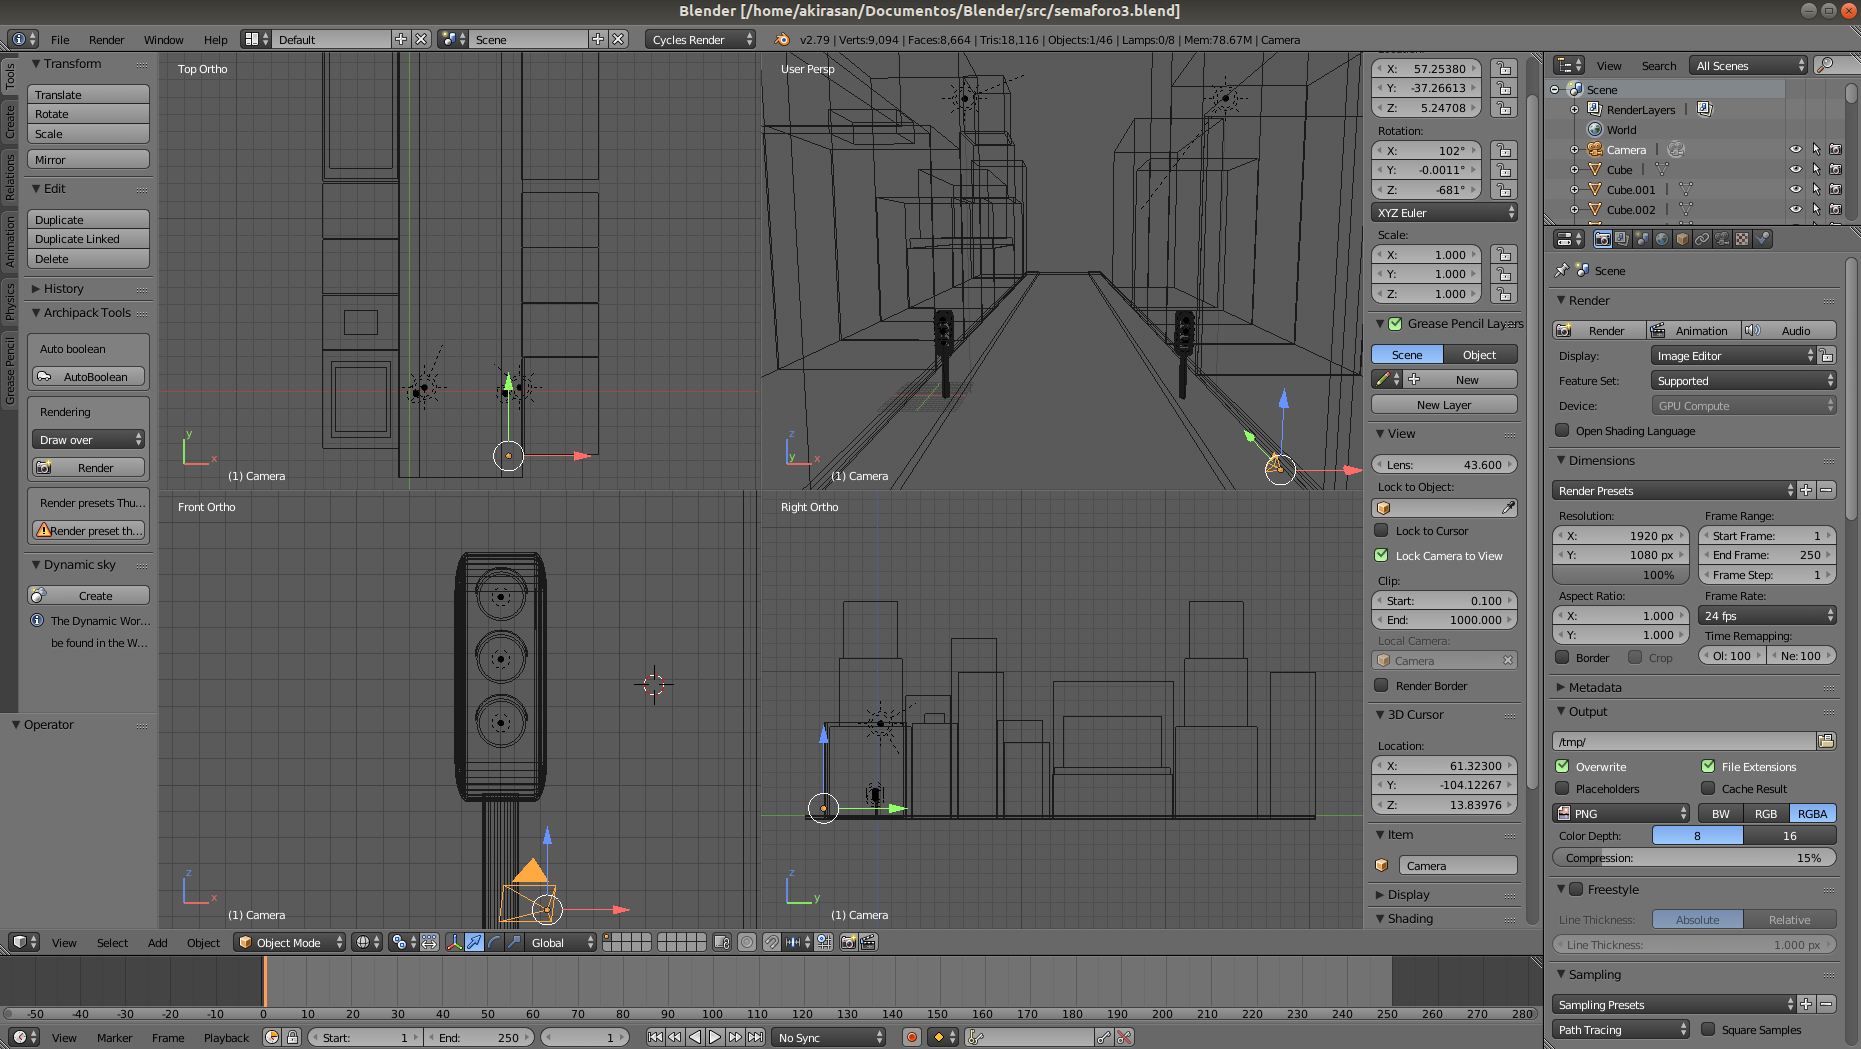 Blender [/home/akirasan/Documentos/Blender/src/semaforo3.blend]
File Render Window Help Default Scene Cycles Render v2.79 | Verts:9,094 | Faces:8,664 | Tris:18,116 | Objects:1/46 | Lamps:0/8 | Mem:78.67M | Camera
Tools
Create
Relations
Animation
Physics
Grease Pencil
Transform
Translate
Rotate
Scale
Mirror
Edit
Duplicate
Duplicate Linked
Delete
History
Archipack Tools
Auto boolean
AutoBoolean
Rendering
Draw over
Render
Render presets Thu...
Render preset th...
Dynamic sky
Create
The Dynamic Wor...
be found in the W...
Operator
Top Ortho
y
x
(1) Camera
User Persp
z
y
x
(1) Camera
Front Ortho
z
x
(1) Camera
Right Ortho
z
y
(1) Camera
X: 57.25380
Y: -37.26613
Z: 5.24708
Rotation:
X: 102°
Y: -0.0011°
Z: -681°
XYZ Euler
Scale:
X: 1.000
Y: 1.000
Z: 1.000
Grease Pencil Layers
Scene Object
New
New Layer
View
Lens: 43.600
Lock to Object:
Lock to Cursor
Lock Camera to View
Clip:
Start: 0.100
End: 1000.000
Local Camera:
Camera
Render Border
3D Cursor
Location:
X: 61.32300
Y: -104.12267
Z: 13.83976
Item
Camera
Display
Shading
View Search All Scenes
Scene
RenderLayers
World
Camera
Cube
Cube.001
Cube.002
Scene
Render
Render Animation Audio
Display: Image Editor
Feature Set: Supported
Device: GPU Compute
Open Shading Language
Dimensions
Render Presets
Resolution: Frame Range:
X: 1920 px Start Frame: 1
Y: 1080 px End Frame: 250
100% Frame Step: 1
Aspect Ratio: Frame Rate:
X: 1.000 24 fps
Y: 1.000 Time Remapping:
Border Crop Ol: 100 Ne: 100
Metadata
Output
/tmp/
Overwrite File Extensions
Placeholders Cache Result
PNG BW RGB RGBA
Color Depth: 8 16
Compression: 15%
Freestyle
Line Thickness: Absolute Relative
Line Thickness: 1.000 px
Sampling
Sampling Presets
Path Tracing Square Samples
View Select Add Object Object Mode Global
-50 -40 -30 -20 -10 0 10 20 30 40 50 60 70 80 90 100 110 120 130 140 150 160 170 180 190 200 210 220 230 240 250 260 270 280
View Marker Frame Playback Start: 1 End: 250 1 No Sync